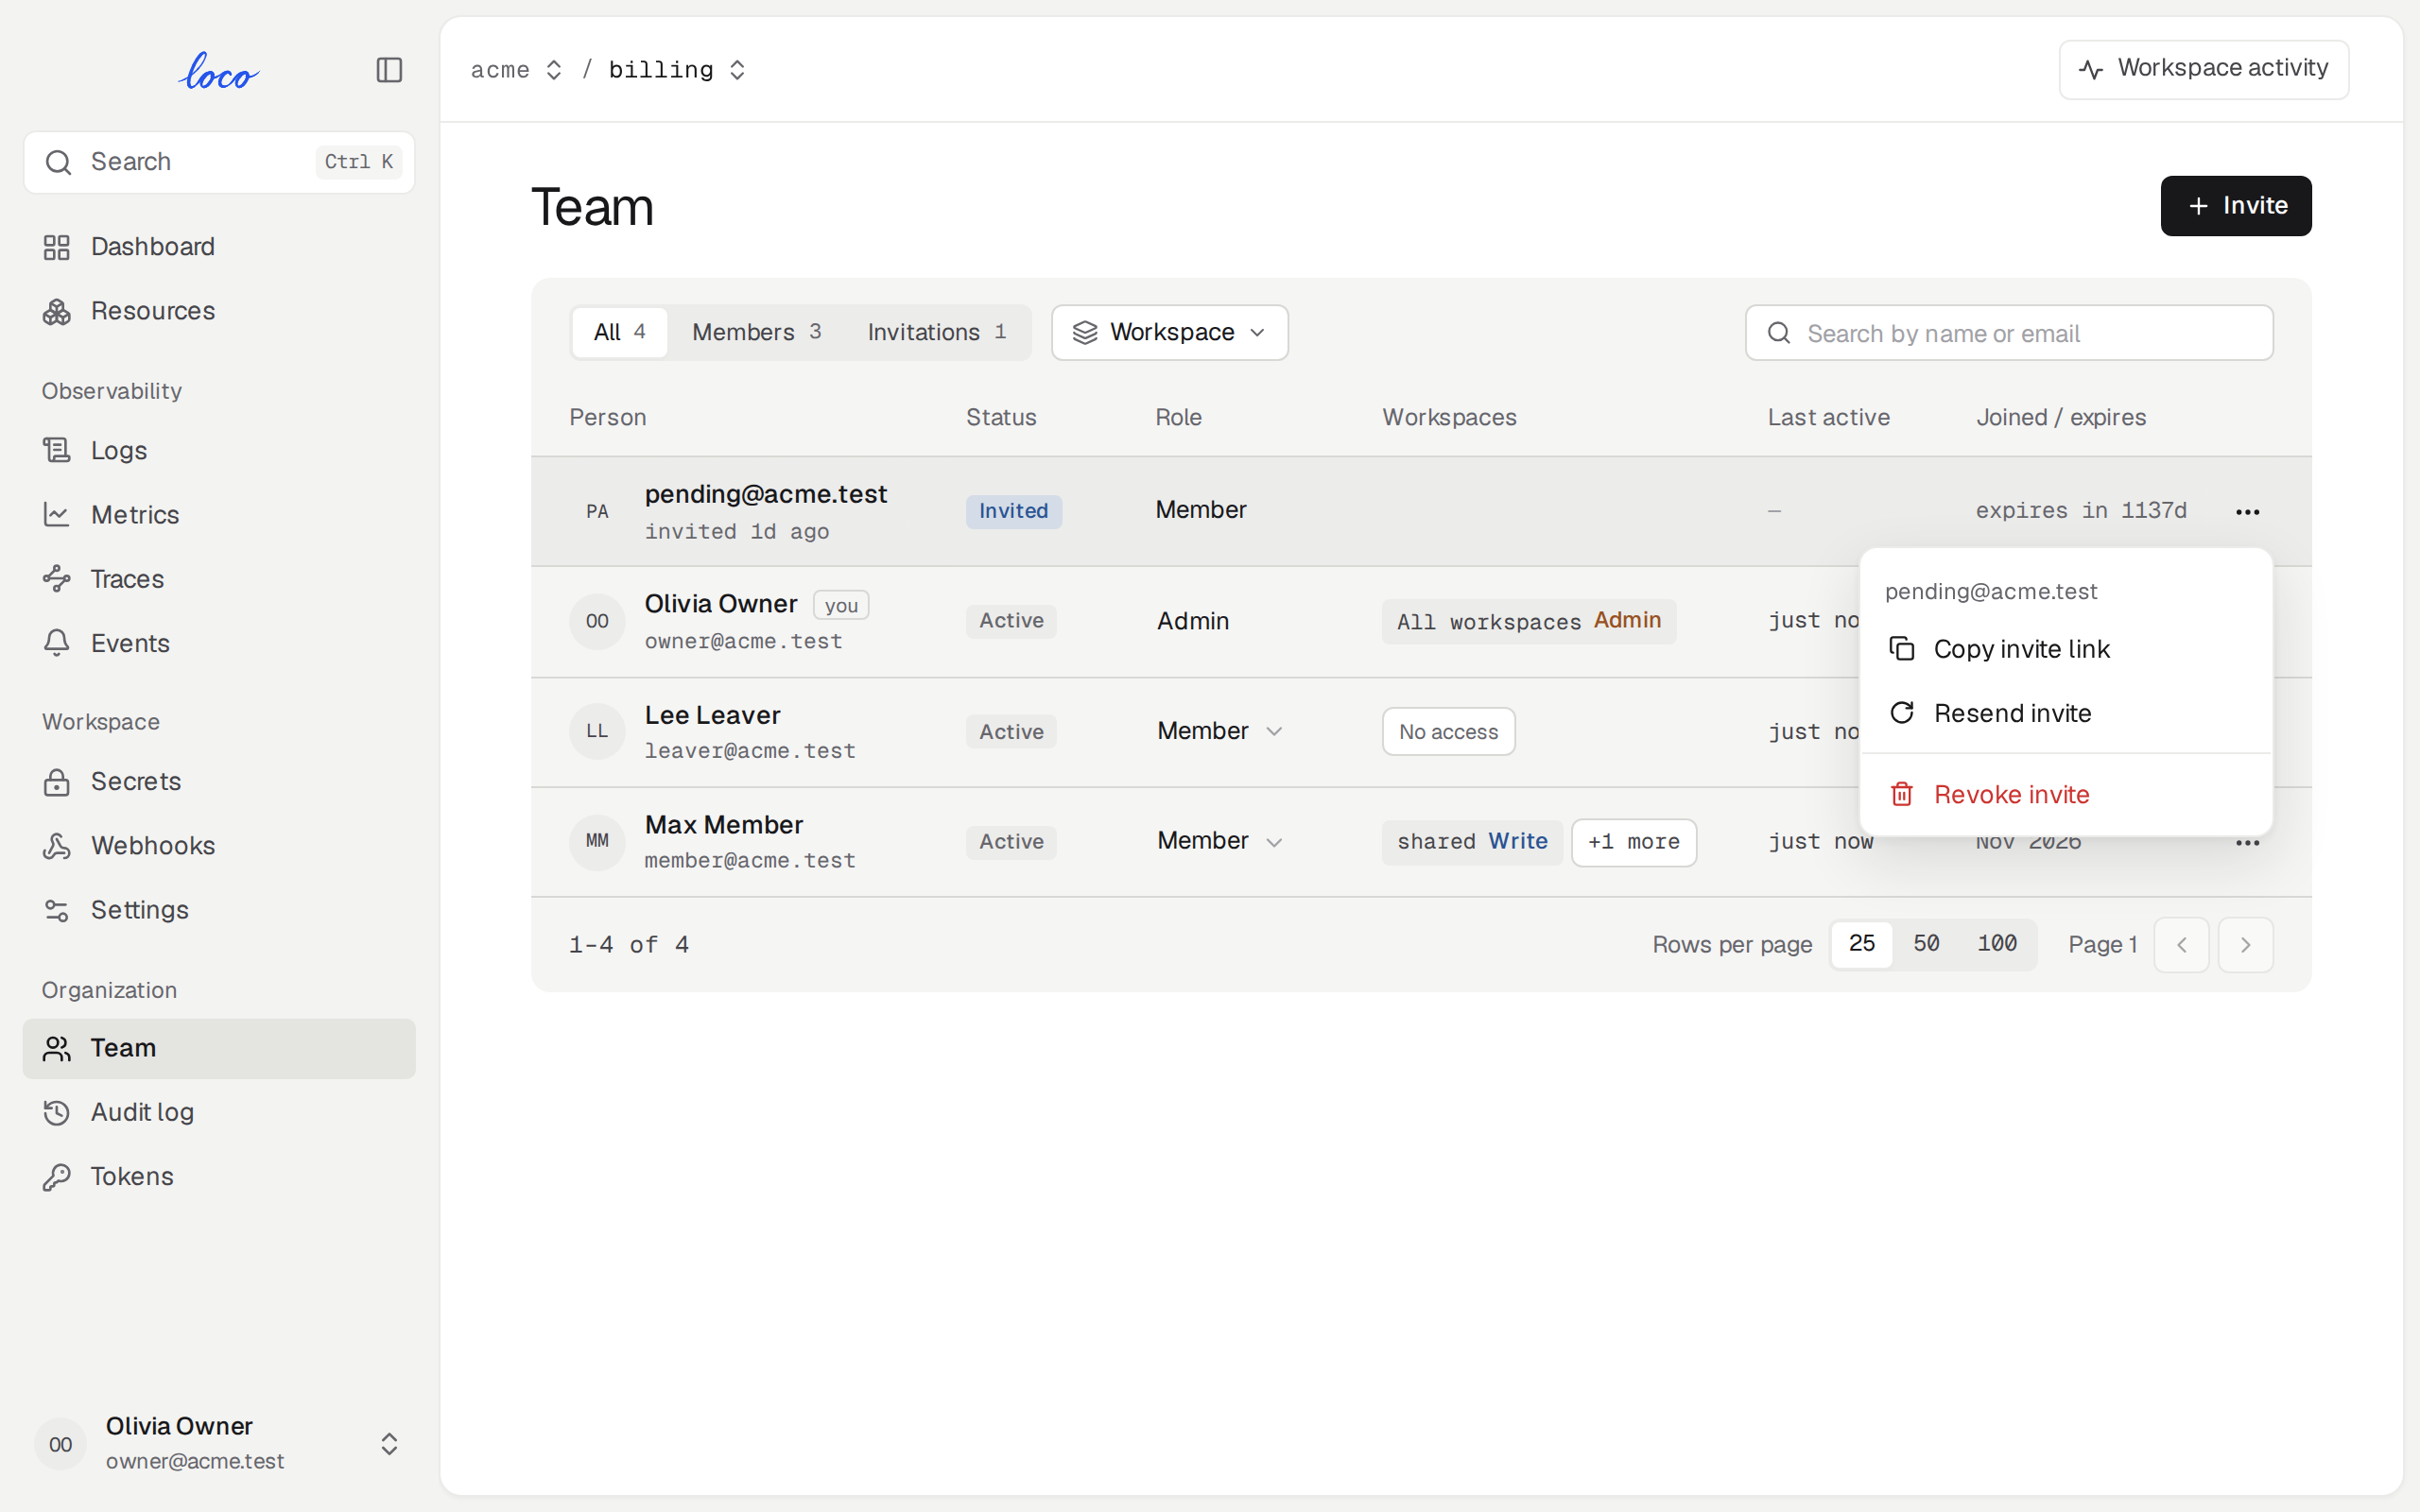 loco
Search Ctrl K
Dashboard
Resources
Observability
Logs
Metrics
Traces
Events
Workspace
Secrets
Webhooks
Settings
Organization
Team
Audit log
Tokens
OO Olivia Owner
owner@acme.test
acme / billing
Workspace activity
Team
Invite
All 4 Members 3 Invitations 1 Workspace
Search by name or email
Person Status Role Workspaces Last active Joined / expires
PA pending@acme.test Invited Member – expires in 1137d
invited 1d ago
OO Olivia Owner you Active Admin All workspaces Admin just
owner@acme.test
LL Lee Leaver Active Member No access just
leaver@acme.test
MM Max Member Active Member shared Write +1 more just now Nov 2026
member@acme.test
pending@acme.test
Copy invite link
Resend invite
Revoke invite
1–4 of 4 Rows per page 25 50 100 Page 1